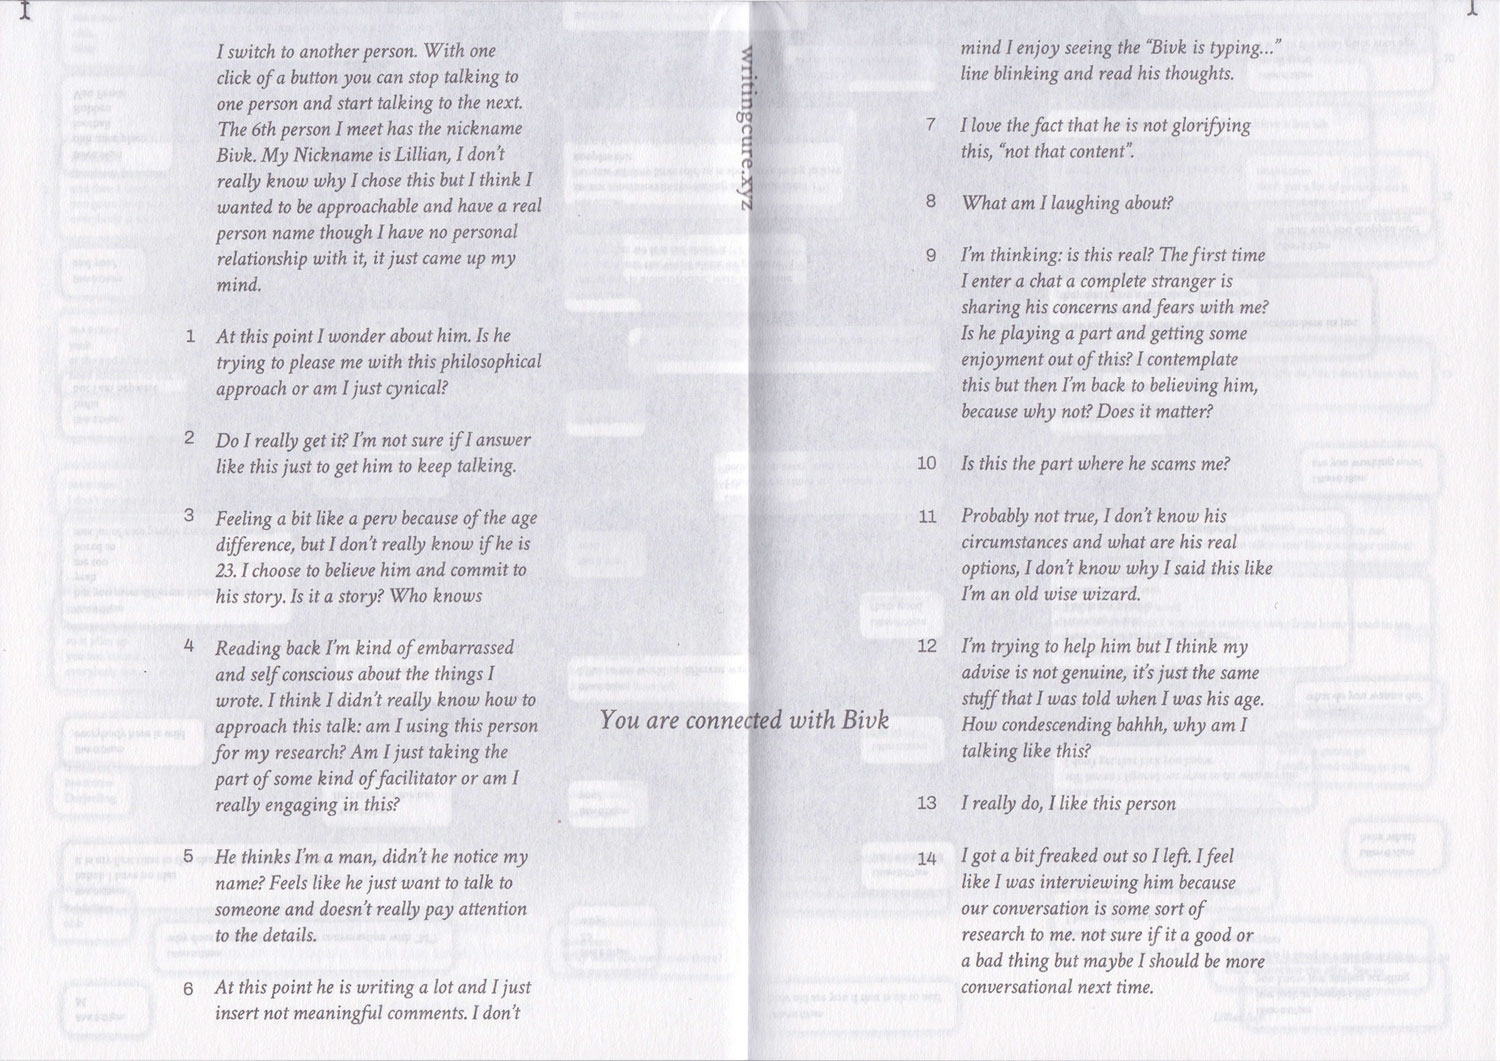 I
I
I switch to another person. With one
click of a button you can stop talking to
one person and start talking to the next.
The 6th person I meet has the nickname
Bivk. My Nickname is Lillian, I don't
really know why I chose this but I think I
wanted to be approachable and have a real
person name though I have no personal
relationship with it, it just came up my
mind.
1 At this point I wonder about him. Is he
trying to please me with this philosophical
approach or am I just cynical?
2 Do I really get it? I'm not sure if I answer
like this just to get him to keep talking.
3 Feeling a bit like a perv because of the age
difference, but I don't really know if he is
23. I choose to believe him and commit to
his story. Is it a story? Who knows
4 Reading back I'm kind of embarrassed
and self conscious about the things I
wrote. I think I didn't really know how to
approach this talk: am I using this person
for my research? Am I just taking the
part of some kind of facilitator or am I
really engaging in this?
5 He thinks I'm a man, didn't he notice my
name? Feels like he just want to talk to
someone and doesn't really pay attention
to the details.
6 At this point he is writing a lot and I just
insert not meaningful comments. I don't
writingcure.xyz
You are connected with Bivk
mind I enjoy seeing the “Bivk is typing...”
line blinking and read his thoughts.
7 I love the fact that he is not glorifying
this, “not that content”.
8 What am I laughing about?
9 I'm thinking: is this real? The first time
I enter a chat a complete stranger is
sharing his concerns and fears with me?
Is he playing a part and getting some
enjoyment out of this? I contemplate
this but then I'm back to believing him,
because why not? Does it matter?
10 Is this the part where he scams me?
11 Probably not true, I don't know his
circumstances and what are his real
options, I don't know why I said this like
I'm an old wise wizard.
12 I'm trying to help him but I think my
advise is not genuine, it's just the same
stuff that I was told when I was his age.
How condescending bahhh, why am I
talking like this?
13 I really do, I like this person
14 I got a bit freaked out so I left. I feel
like I was interviewing him because
our conversation is some sort of
research to me. not sure if it a good or
a bad thing but maybe I should be more
conversational next time.